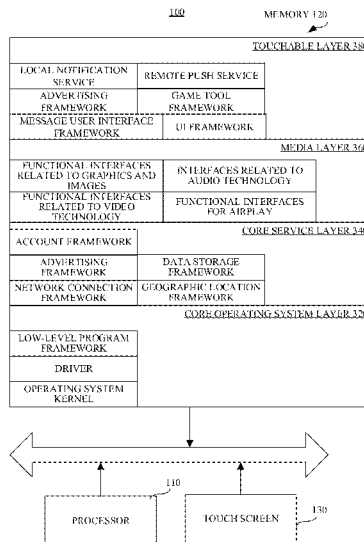 100
MEMORY 120
TOUCHABLE LAYER 380
LOCAL NOTIFICATION
SERVICE
REMOTE PUSH SERVICE
ADVERTISING
FRAMEWORK
GAME TOOL
FRAMEWORK
MESSAGE USER INTERFACE
FRAMEWORK
UI FRAMEWORK
MEDIA LAYER 360
FUNCTIONAL INTERFACES
RELATED TO GRAPHICS AND
IMAGES
INTERFACES RELATED TO
AUDIO TECHNOLOGY
FUNCTIONAL INTERFACES
RELATED TO VIDEO
TECHNOLOGY
FUNCTIONAL INTERFACES
FOR AIRPLAY
CORE SERVICE LAYER 340
ACCOUNT FRAMEWORK
ADVERTISING
FRAMEWORK
DATA STORAGE
FRAMEWORK
NETWORK CONNECTION
FRAMEWORK
GEOGRAPHIC LOCATION
FRAMEWORK
CORE OPERATING SYSTEM LAYER 320
LOW-LEVEL PROGRAM
FRAMEWORK
DRIVER
OPERATING SYSTEM
KERNEL
110
PROCESSOR
TOUCH SCREEN
130